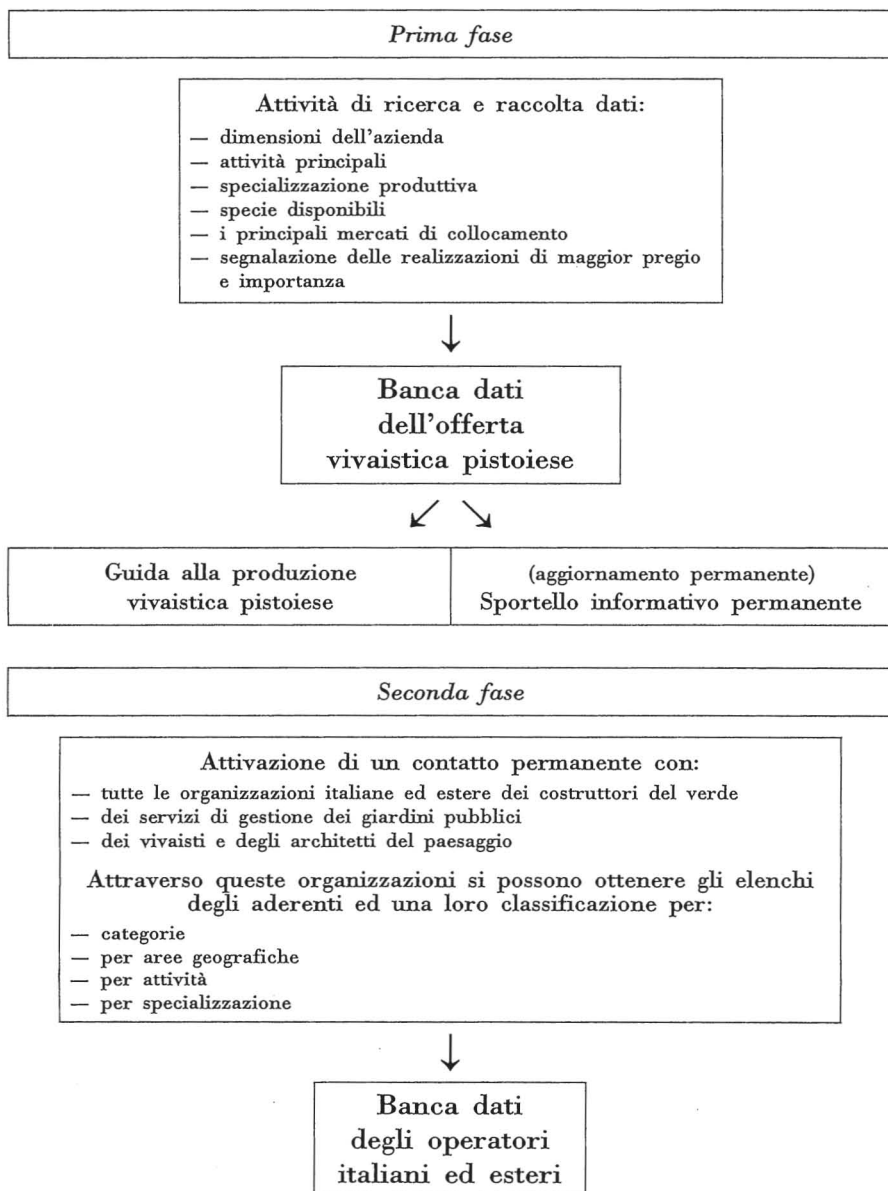 Prima fase
Attività di ricerca e raccolta dati:
— dimensioni dell'azienda
— attività principali
— specializzazione produttiva
— specie disponibili
— i principali mercati di collocamento
— segnalazione delle realizzazioni di maggior pregio
e importanza
Banca dati
dell'offerta
vivaistica pistoiese
Guida alla produzione
vivaistica pistoiese
(aggiornamento permanente)
Sportello informativo permanente
Seconda fase
Attivazione di un contatto permanente con:
— tutte le organizzazioni italiane ed estere dei costruttori del verde
— dei servizi di gestione dei giardini pubblici
— dei vivaisti e degli architetti del paesaggio
Attraverso queste organizzazioni si possono ottenere gli elenchi
degli aderenti ed una loro classificazione per:
— categorie
— per aree geografiche
— per attività
— per specializzazione
Banca dati
degli operatori
italiani ed esteri